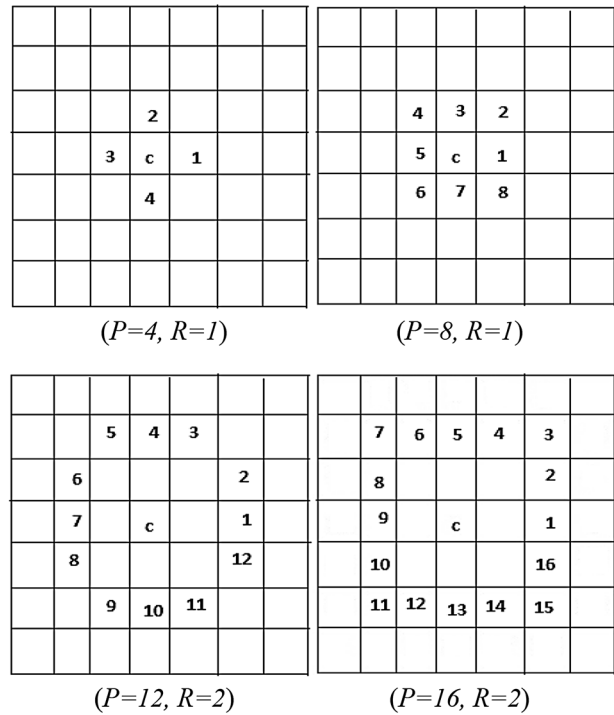 2
3 c 1
4
(P=4, R=1)
4 3 2
5 c 1
6 7 8
(P=8, R=1)
5 4 3
6 2
7 c 1
8 12
9 10 11
(P=12, R=2)
7 6 5 4 3
8 2
9 c 1
10 16
11 12 13 14 15
(P=16, R=2)